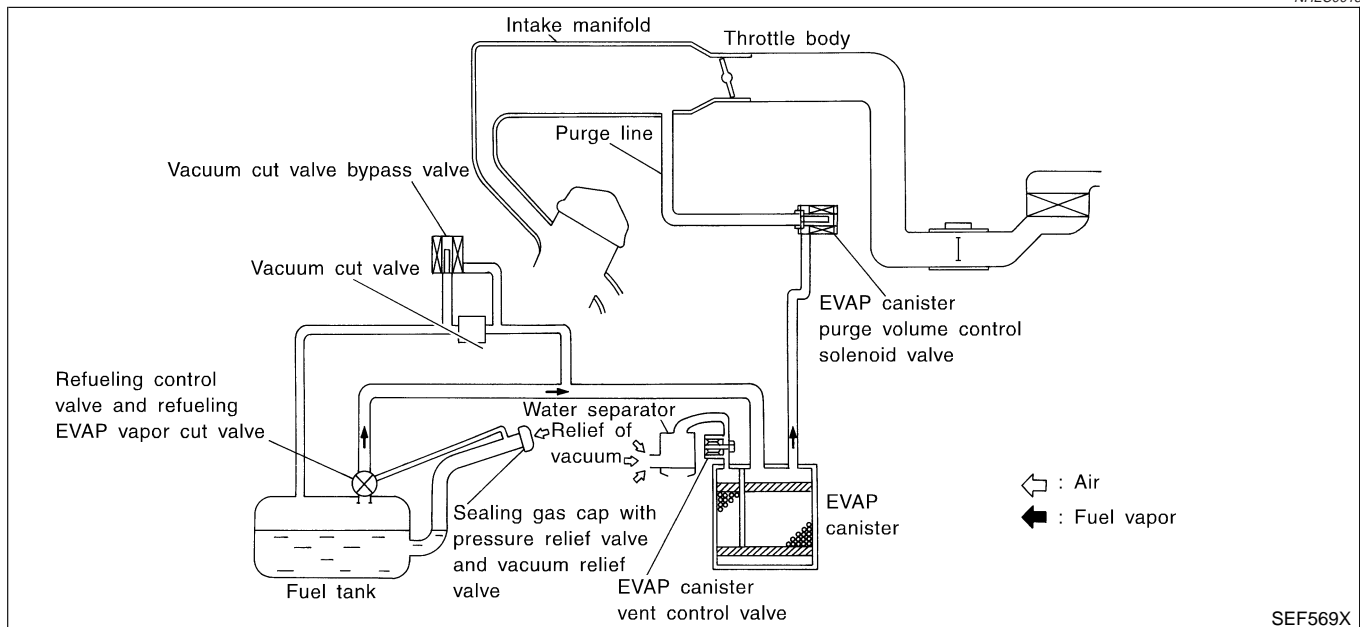 Intake manifold
Throttle body
Purge line
Vacuum cut valve bypass valve
Vacuum cut valve
EVAP canister
purge volume control
solenoid valve
Refueling control
valve and refueling
EVAP vapor cut valve
Water separator
Relief of
vacuum
Sealing gas cap with
pressure relief valve
and vacuum relief
valve
Fuel tank
EVAP canister
vent control valve
EVAP
canister
: Air
: Fuel vapor
SEF569X